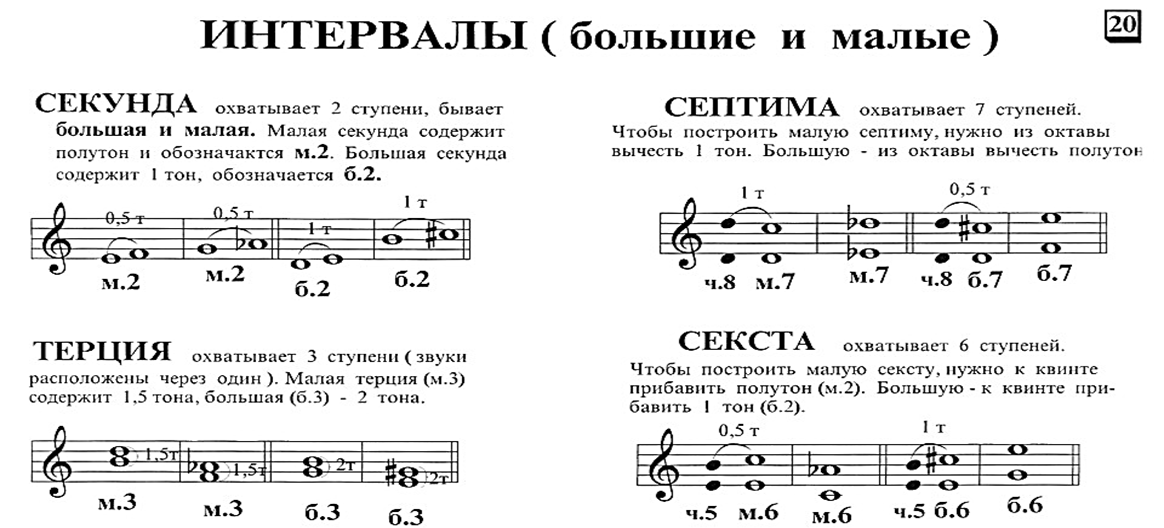 ИНТЕРВАЛЫ ( большие и малые )
20
СЕКУНДА охватывает 2 ступени, бывает
большая и малая. Малая секунда содержит
полутон и обозначактся м.2. Большая секунда
содержит 1 тон, обозначается б.2.
0,5 т 0,5 т 1 т 1 т
м.2 м.2 б.2 б.2
ТЕРЦИЯ охватывает 3 ступени ( звуки
расположены через один ). Малая терция (м.3)
содержит 1,5 тона, большая (б.3) - 2 тона.
1,5т 1,5т 2т 2т
м.3 м.3 б.3 б.3
СЕПТИМА охватывает 7 ступеней.
Чтобы построить малую септиму, нужно из октавы
вычесть 1 тон. Большую - из октавы вычесть полутон
1 т 0,5 т
ч.8 м.7 м.7 ч.8 б.7 б.7
СЕКСТА охватывает 6 ступеней.
Чтобы построить малую сексту, нужно к квинте
прибавить полутон (м.2). Большую - к квинте при-
бавить 1 тон (б.2).
0,5 т 1 т
ч.5 м.6 м.6 ч.5 б.6 б.6